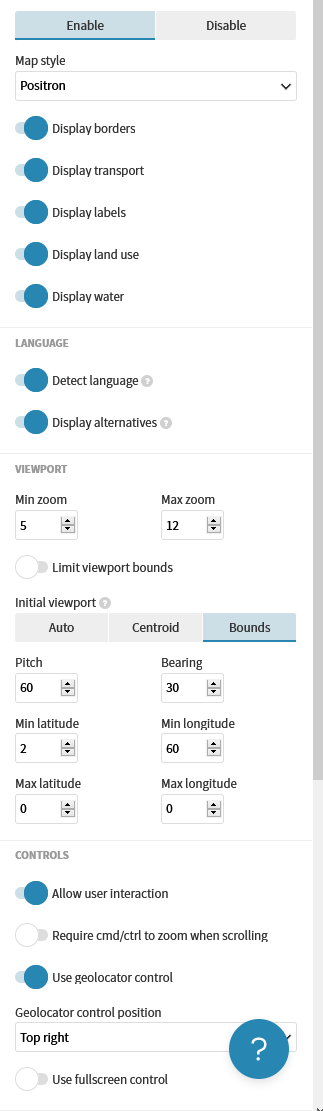 Enable Disable
Map style
Positron
Display borders
Display transport
Display labels
Display land use
Display water
LANGUAGE
Detect language ?
Display alternatives ?
VIEWPORT
Min zoom Max zoom
5 12
Limit viewport bounds
Initial viewport ?
Auto Centroid Bounds
Pitch Bearing
60 30
Min latitude Min longitude
2 60
Max latitude Max longitude
0 0
CONTROLS
Allow user interaction
Require cmd/ctrl to zoom when scrolling
Use geolocator control
Geolocator control position
Top right
?
Use fullscreen control